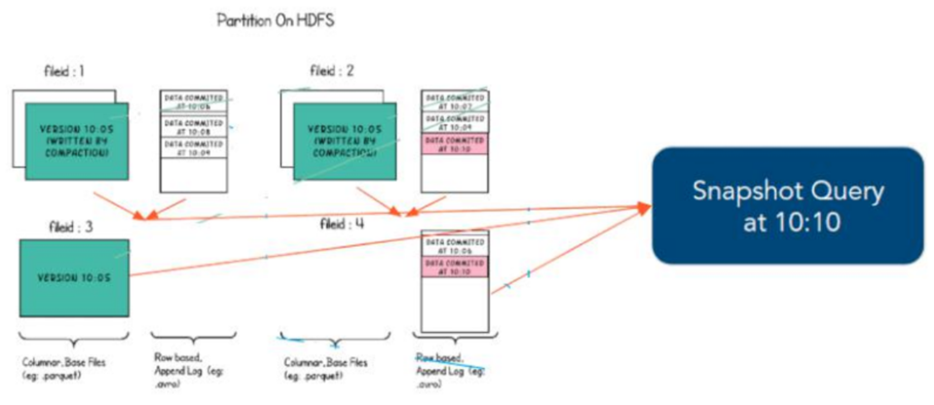 Partition On HDFS
fileid : 1
fileid : 2
VERSION 10:05
(WRITTEN BY
COMPACTION)
DATA COMMITED
AT 10:06
DATA COMMITED
AT 10:08
DATA COMMITED
AT 10:09
VERSION 10:05
(WRITTEN BY
COMPACTION)
DATA COMMITED
AT 10:07
DATA COMMITED
AT 10:09
DATA COMMITED
AT 10:10
Snapshot Query
at 10:10
fileid : 3
fileid : 4
VERSION 10:05
DATA COMMITED
AT 10:06
DATA COMMITED
AT 10:10
Columnar,Base Files
(eg: .parquet)
Row based,
Append Log (eg:
.avro)
Columnar,Base Files
(eg: .parquet)
Row based,
Append Log (eg:
.avro)